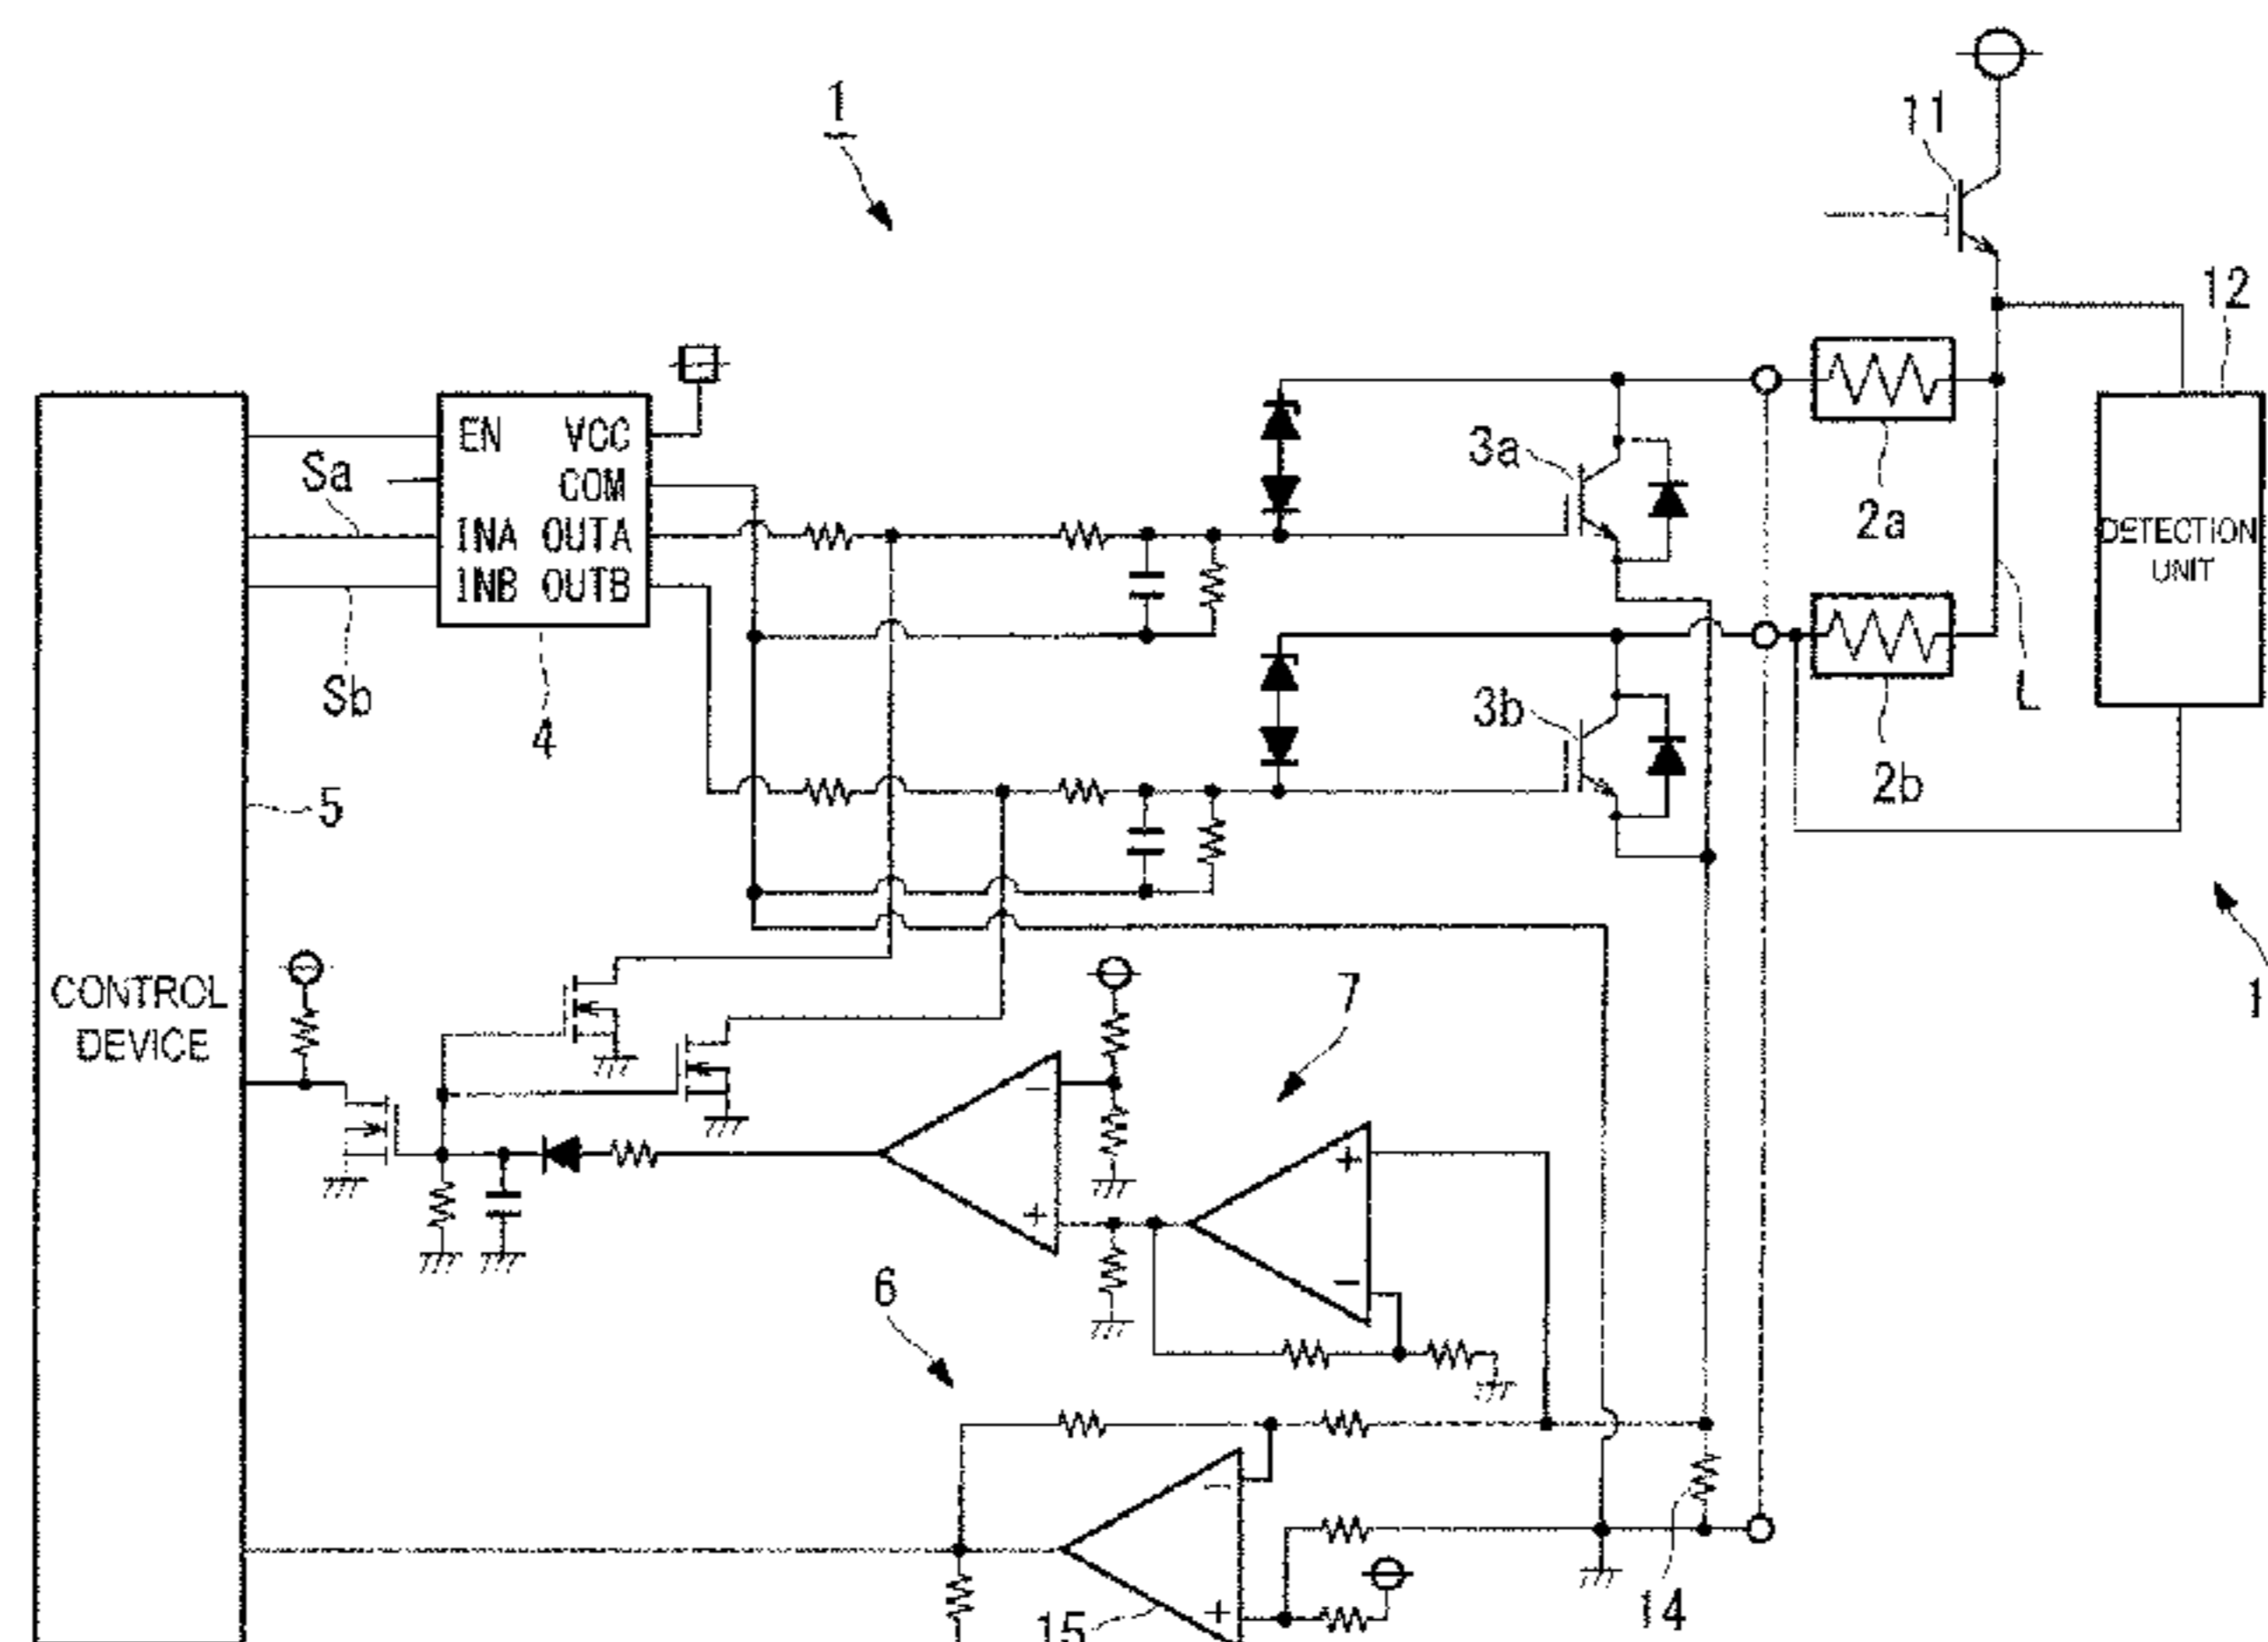 1
11
12
EN VCC
COM
Sa
INA OUTA
INB OUTB
3a
2a
DETECTION
UNIT
L
Sb
4
3b
2b
5
1
CONTROL
DEVICE
7
−
+
+
−
6
−
+
14
15